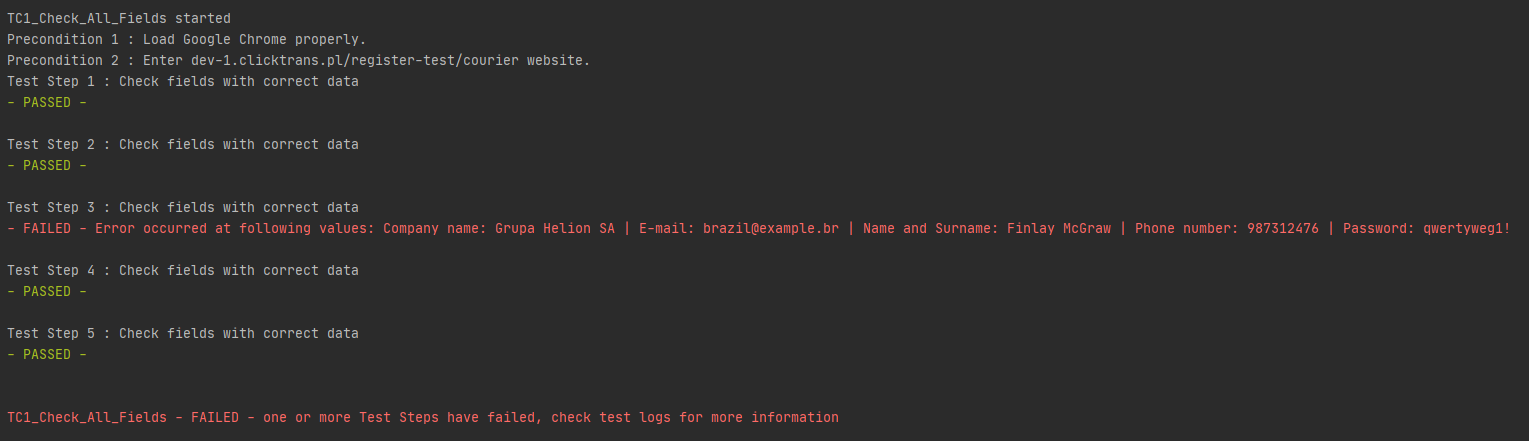 TC1_Check_All_Fields started
Precondition 1 : Load Google Chrome properly.
Precondition 2 : Enter dev-1.clicktrans.pl/register-test/courier website.
Test Step 1 : Check fields with correct data
- PASSED -
Test Step 2 : Check fields with correct data
- PASSED -
Test Step 3 : Check fields with correct data
- FAILED - Error occurred at following values: Company name: Grupa Helion SA | E-mail: brazil@example.br | Name and Surname: Finlay McGraw | Phone number: 987312476 | Password: qwertyweg1!
Test Step 4 : Check fields with correct data
- PASSED -
Test Step 5 : Check fields with correct data
- PASSED -
TC1_Check_All_Fields - FAILED - one or more Test Steps have failed, check test logs for more information